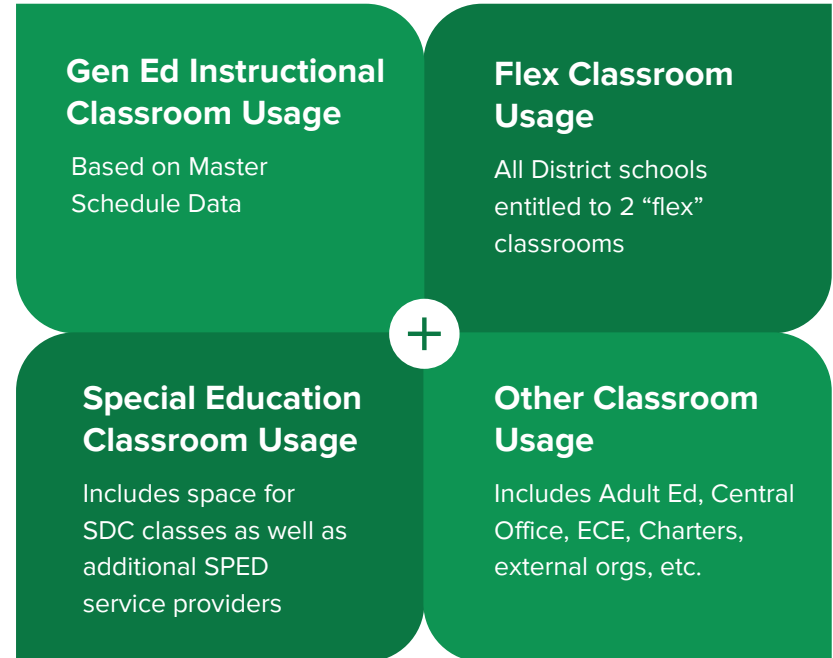 Gen Ed Instructional
Classroom Usage
Based on Master
Schedule Data
Flex Classroom
Usage
All District schools
entitled to 2 “flex”
classrooms
+
Special Education
Classroom Usage
Includes space for
SDC classes as well as
additional SPED
service providers
Other Classroom
Usage
Includes Adult Ed, Central
Office, ECE, Charters,
external orgs, etc.